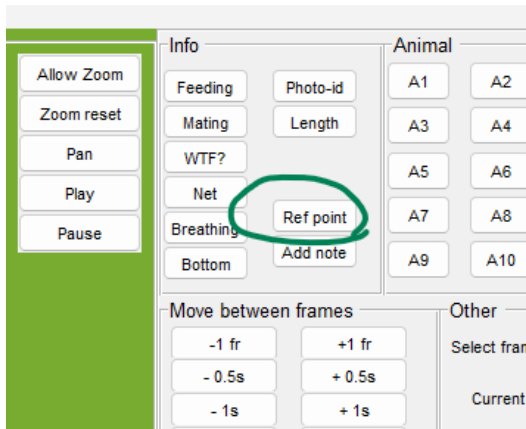 Info
Animal
Allow Zoom
Zoom reset
Pan
Play
Pause
Feeding
Photo-id
Mating
Length
WTF?
Net
Ref point
Breathing
Add note
Bottom
A1
A2
A3
A4
A5
A6
A7
A8
A9
A10
Move between frames
-1 fr
+1 fr
- 0.5s
+ 0.5s
- 1s
+ 1s
Other
Select fran
Current